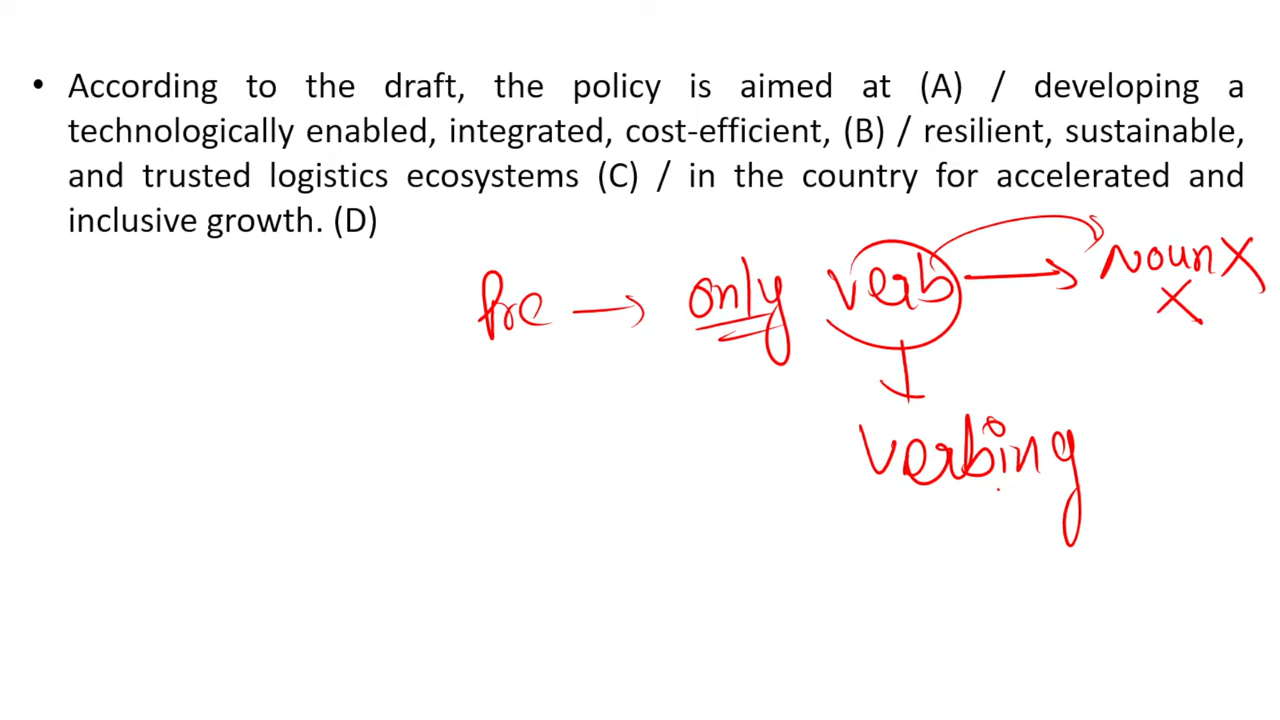 • According to the draft, the policy is aimed at (A) / developing a
technologically enabled, integrated, cost-efficient, (B) / resilient, sustainable,
and trusted logistics ecosystems (C) / in the country for accelerated and
inclusive growth. (D)
Pre → only verb → Noun X
X
verbing